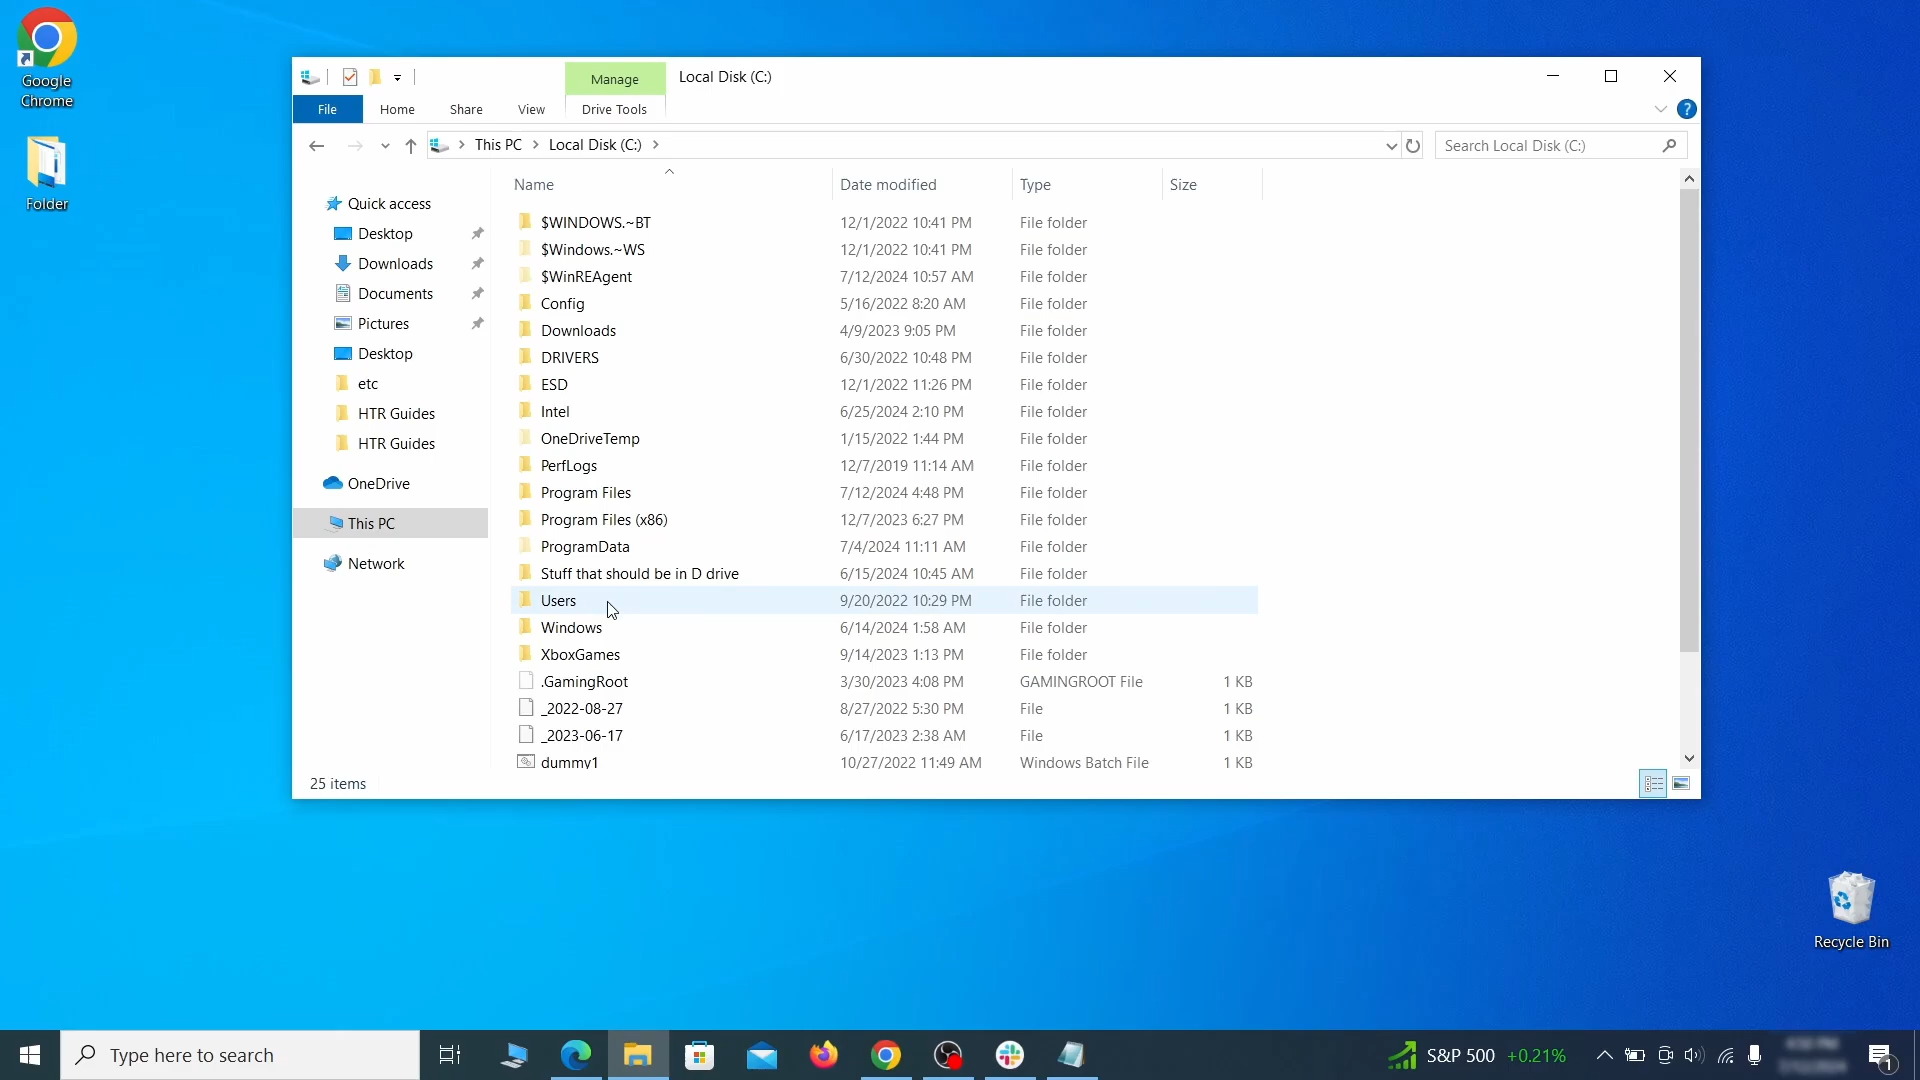 Google
Chrome
Folder
Manage
Local Disk (C:)
File
Home
Share
View
Drive Tools
?
This PC
Local Disk (C:)
Search Local Disk (C:)
Quick access
Desktop
Downloads
Documents
Pictures
Desktop
etc
HTR Guides
HTR Guides
OneDrive
This PC
Network
Name Date modified Type Size
$WINDOWS.~BT 12/1/2022 10:41 PM File folder
$Windows.~WS 12/1/2022 10:41 PM File folder
$WinREAgent 7/12/2024 10:57 AM File folder
Config 5/16/2022 8:20 AM File folder
Downloads 4/9/2023 9:05 PM File folder
DRIVERS 6/30/2022 10:48 PM File folder
ESD 12/1/2022 11:26 PM File folder
Intel 6/25/2024 2:10 PM File folder
OneDriveTemp 1/15/2022 1:44 PM File folder
PerfLogs 12/7/2019 11:14 AM File folder
Program Files 7/12/2024 4:48 PM File folder
Program Files (x86) 12/7/2023 6:27 PM File folder
ProgramData 7/4/2024 11:11 AM File folder
Stuff that should be in D drive 6/15/2024 10:45 AM File folder
Users 9/20/2022 10:29 PM File folder
Windows 6/14/2024 1:58 AM File folder
XboxGames 9/14/2023 1:13 PM File folder
.GamingRoot 3/30/2023 4:08 PM GAMINGROOT File 1 KB
_2022-08-27 8/27/2022 5:30 PM File 1 KB
_2023-06-17 6/17/2023 2:38 AM File 1 KB
dummy1 10/27/2022 11:49 AM Windows Batch File 1 KB
25 items
Recycle Bin
Type here to search
S&P 500 +0.21%
1